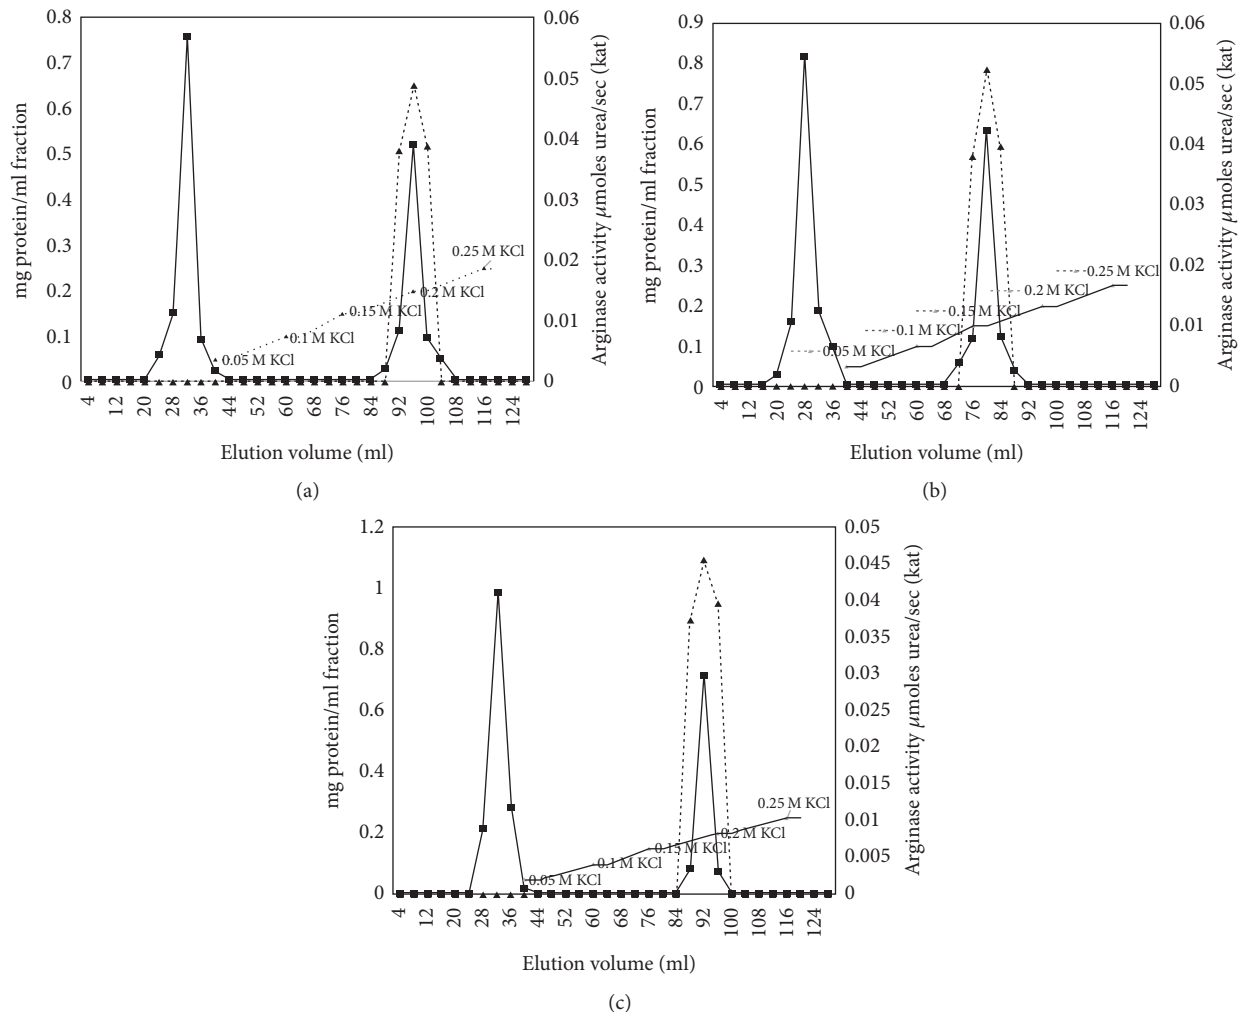 0.8
0.7
0.6
0.5
0.4
0.3
0.2
0.1
0
mg protein/ml fraction
0.06
0.05
0.04
0.03
0.02
0.01
0
Arginase activity μmoles urea/sec (kat)
0.25 M KCl
0.2 M KCl
0.15 M KCl
0.1 M KCl
0.05 M KCl
4 12 20 28 36 44 52 60 68 76 84 92 100 108 116 124
Elution volume (ml)
(a)
0.9
0.8
0.7
0.6
0.5
0.4
0.3
0.2
0.1
0
mg protein/ml fraction
0.06
0.05
0.04
0.03
0.02
0.01
0
Arginase activity μmoles urea/sec (kat)
0.25 M KCl
0.2 M KCl
0.15 M KCl
0.1 M KCl
0.05 M KCl
4 12 20 28 36 44 52 60 68 76 84 92 100 108 116 124
Elution volume (ml)
(b)
1.2
1
0.8
0.6
0.4
0.2
0
mg protein/ml fraction
0.05
0.045
0.04
0.035
0.03
0.025
0.02
0.015
0.01
0.005
0
Arginase activity μmoles urea/sec (kat)
0.25 M KCl
0.2 M KCl
0.15 M KCl
0.1 M KCl
0.05 M KCl
4 12 20 28 36 44 52 60 68 76 84 92 100 108 116 124
Elution volume (ml)
(c)